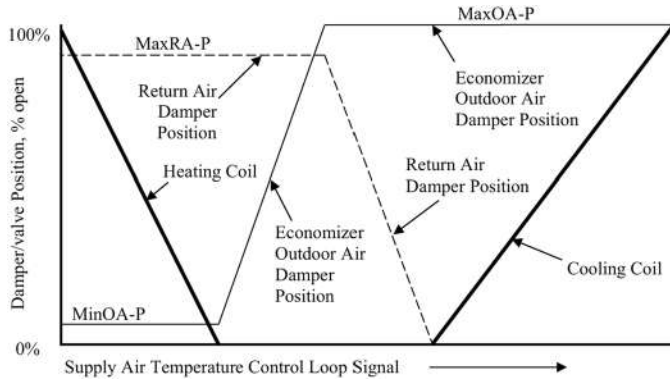 100%
MaxRA-P
MaxOA-P
Return Air
Damper
Position
Economizer
Outdoor Air
Damper Position
Heating Coil
Return Air
Damper Position
Economizer
Outdoor Air
Damper
Position
Cooling Coil
MinOA-P
0%
Damper/valve Position, % open
Supply Air Temperature Control Loop Signal